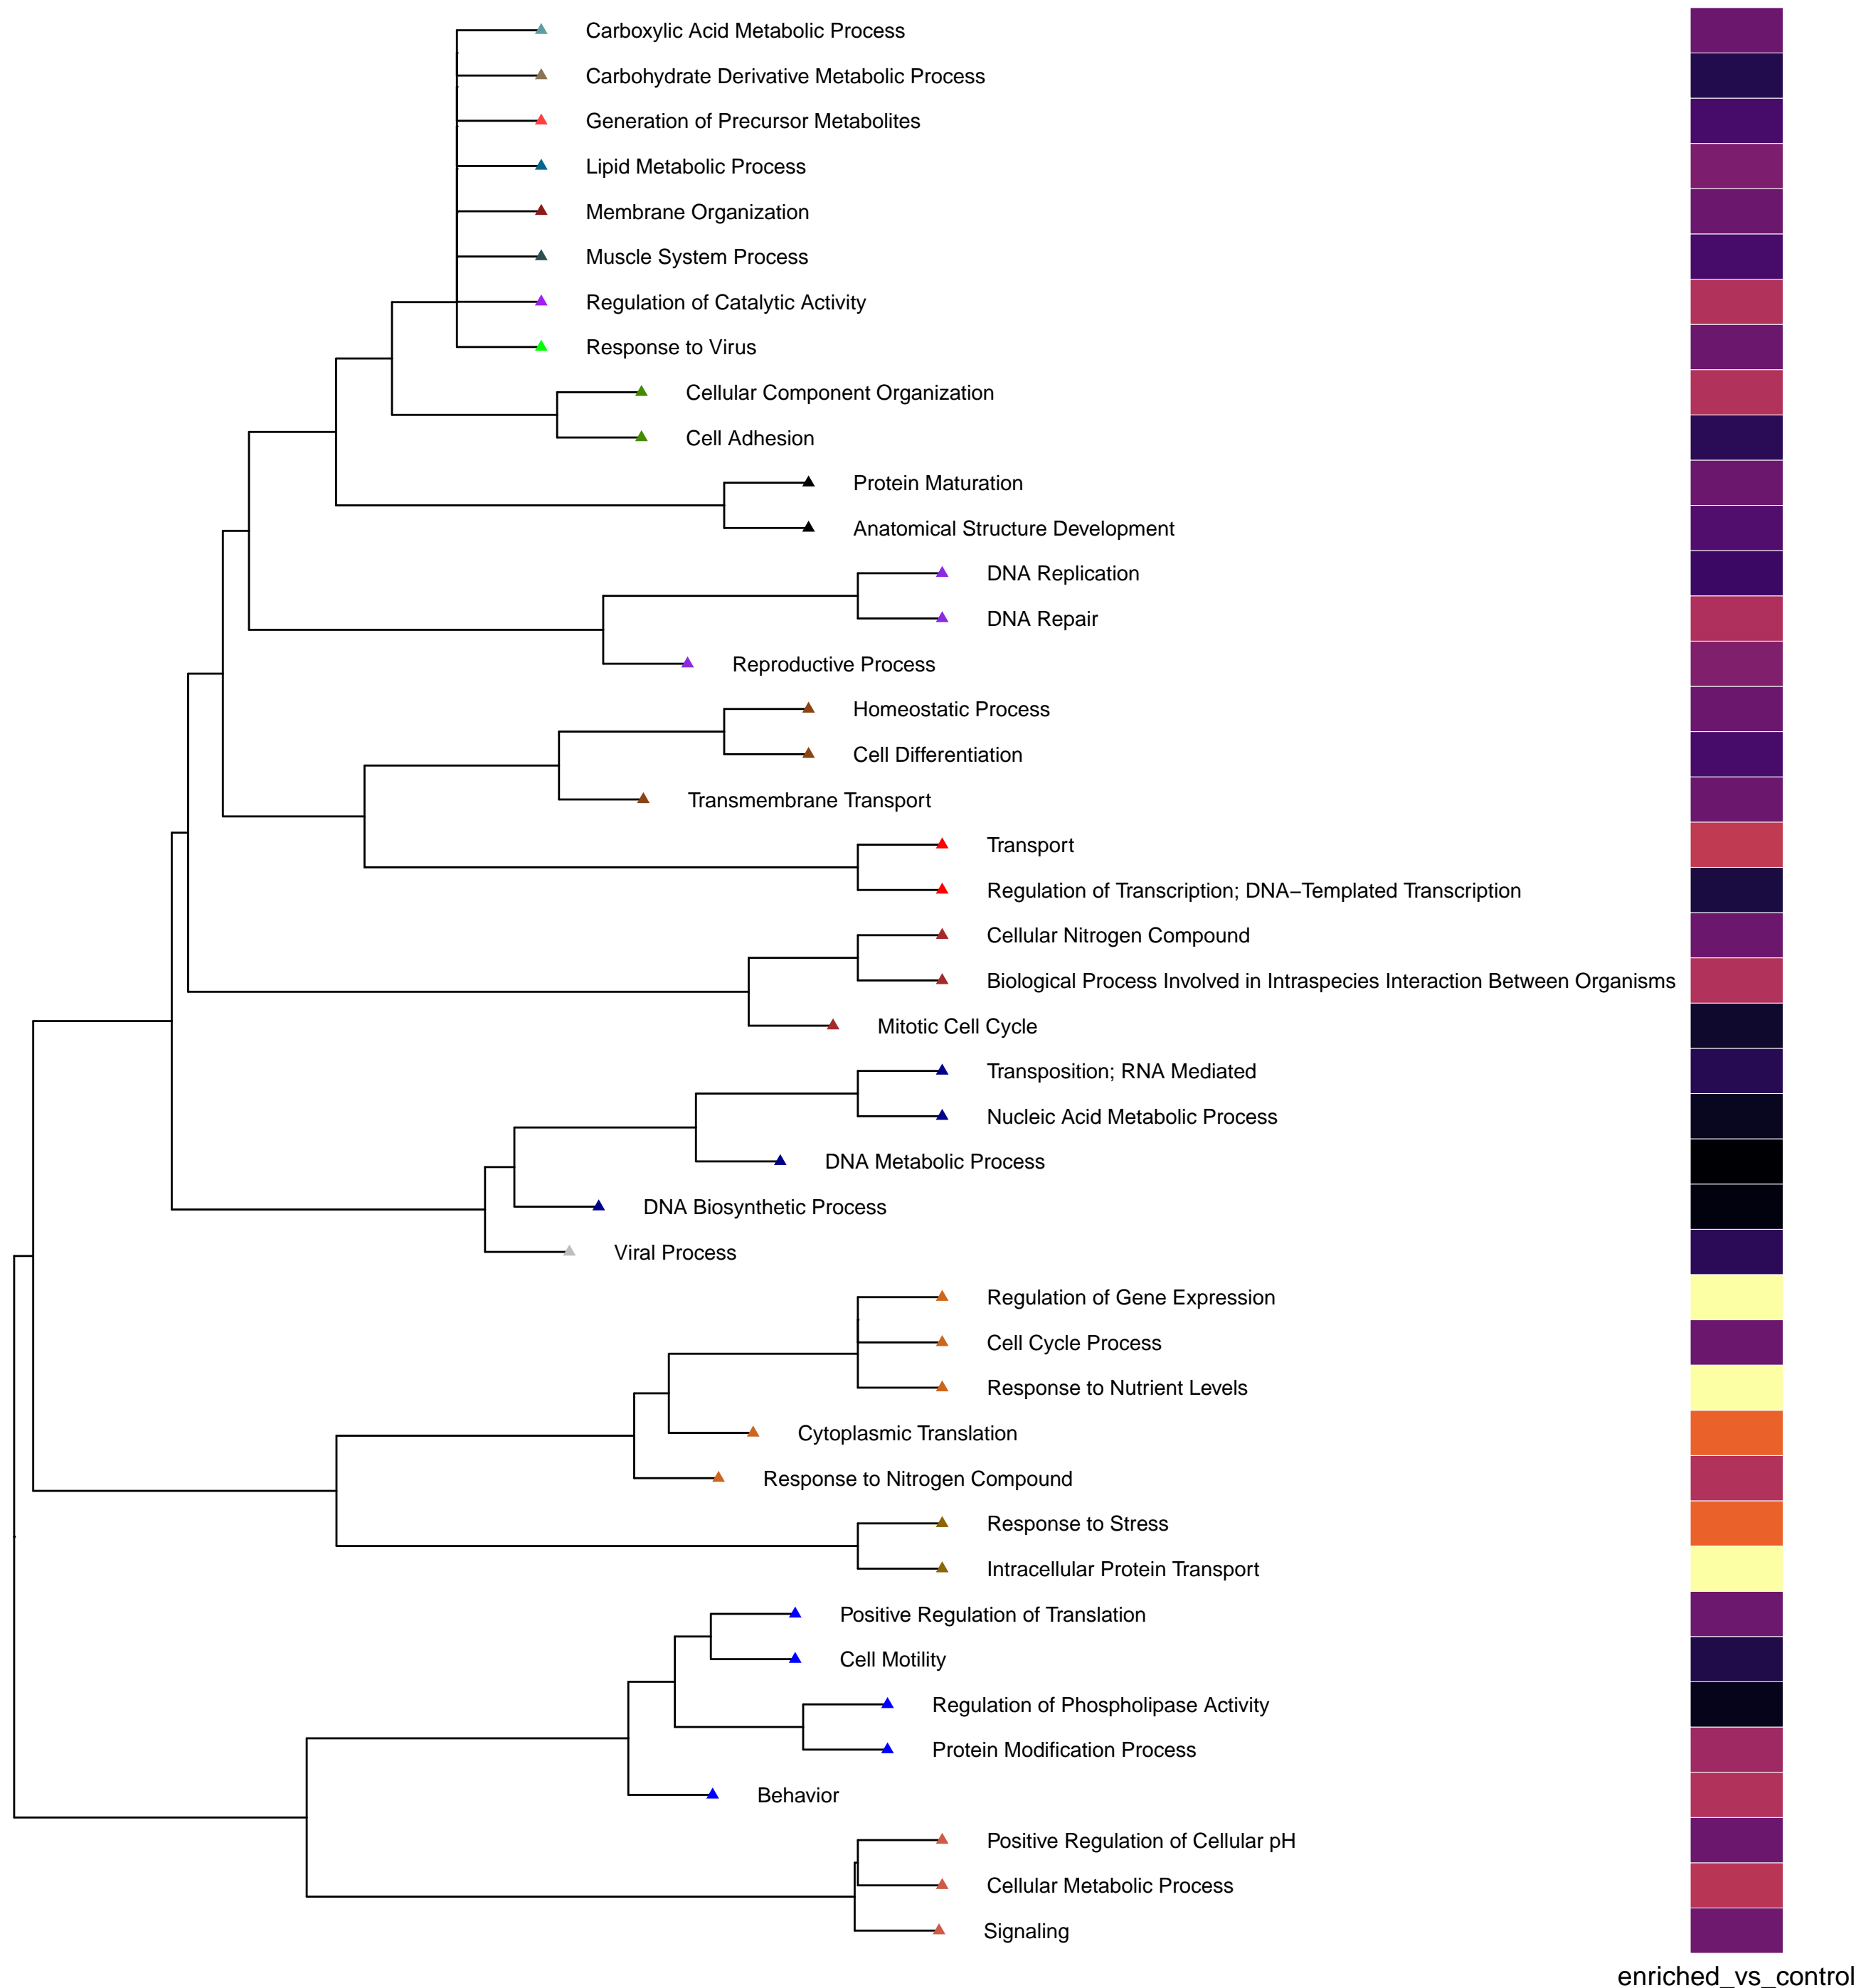 Carboxylic Acid Metabolic Process
Carbohydrate Derivative Metabolic Process
Generation of Precursor Metabolites
Lipid Metabolic Process
Membrane Organization
Muscle System Process
Regulation of Catalytic Activity
Response to Virus
Cellular Component Organization
Cell Adhesion
Protein Maturation
Anatomical Structure Development
DNA Replication
DNA Repair
Reproductive Process
Homeostatic Process
Cell Differentiation
Transmembrane Transport
Transport
Regulation of Transcription; DNA−Templated Transcription
Cellular Nitrogen Compound
Biological Process Involved in Intraspecies Interaction Between Organisms
Mitotic Cell Cycle
Transposition; RNA Mediated
Nucleic Acid Metabolic Process
DNA Metabolic Process
DNA Biosynthetic Process
Viral Process
Regulation of Gene Expression
Cell Cycle Process
Response to Nutrient Levels
Cytoplasmic Translation
Response to Nitrogen Compound
Response to Stress
Intracellular Protein Transport
Positive Regulation of Translation
Cell Motility
Regulation of Phospholipase Activity
Protein Modification Process
Behavior
Positive Regulation of Cellular pH
Cellular Metabolic Process
Signaling
enriched_vs_control